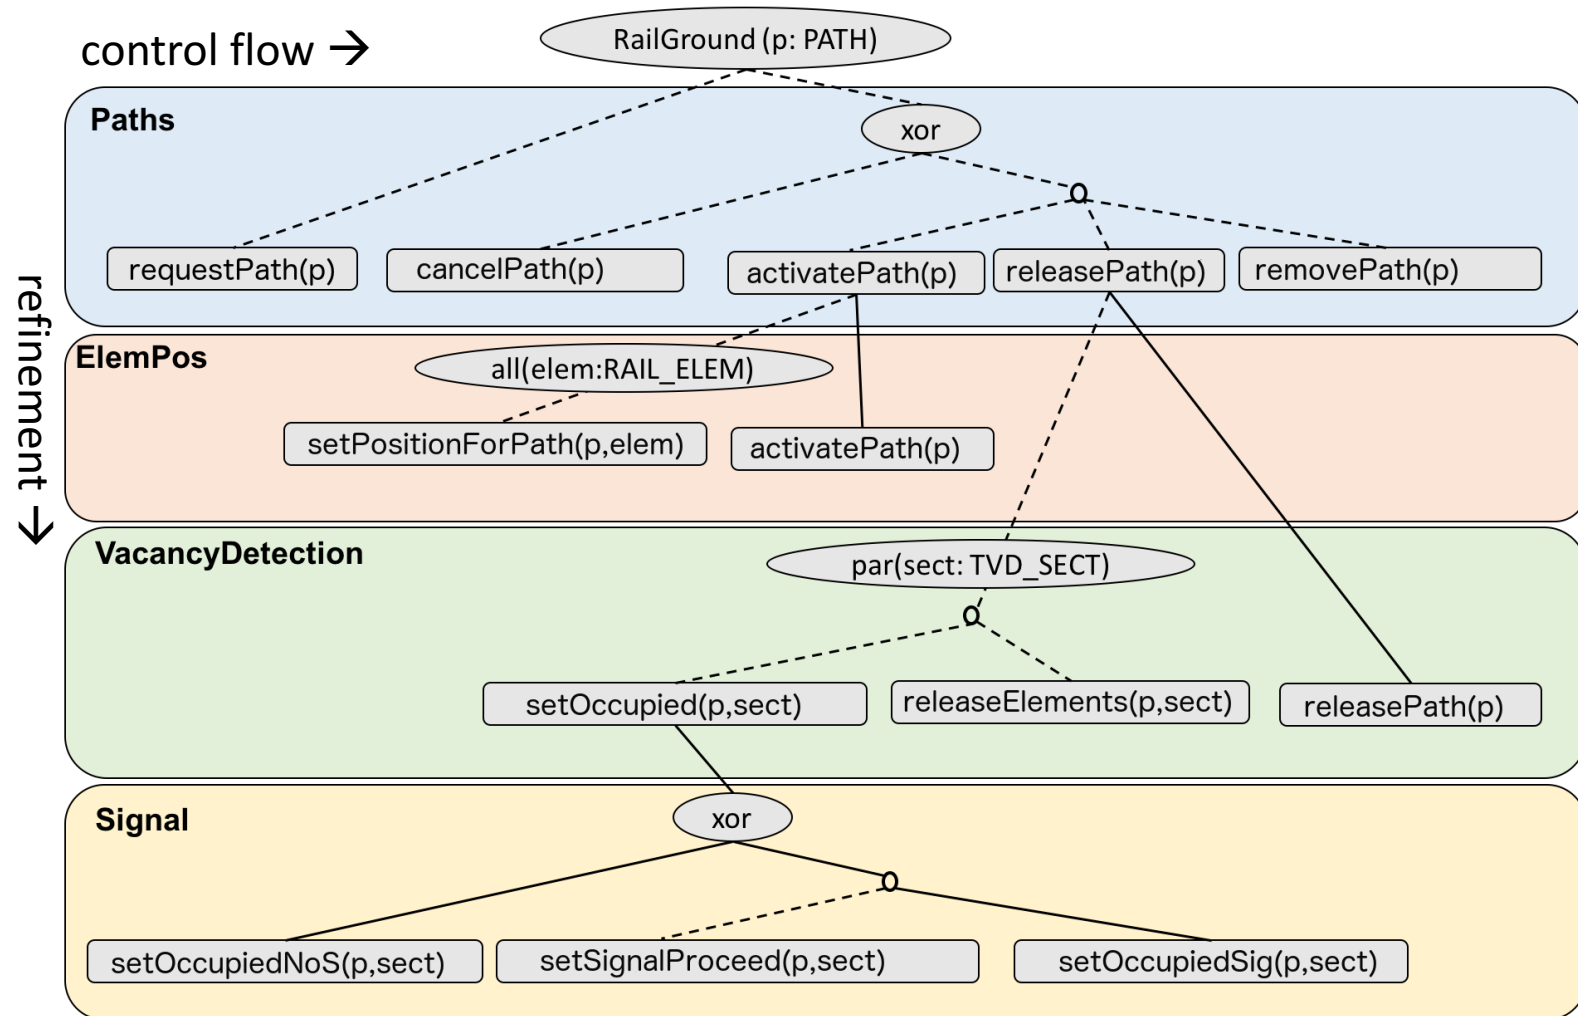 control flow →
RailGround (p: PATH)
Paths
xor
requestPath(p)
cancelPath(p)
activatePath(p)
releasePath(p)
removePath(p)
refinement →
ElemPos
all(elem:RAIL_ELEM)
setPositionForPath(p,elem)
activatePath(p)
VacancyDetection
par(sect: TVD_SECT)
setOccupied(p,sect)
releaseElements(p,sect)
releasePath(p)
Signal
xor
setOccupiedNoS(p,sect)
setSignalProceed(p,sect)
setOccupiedSig(p,sect)